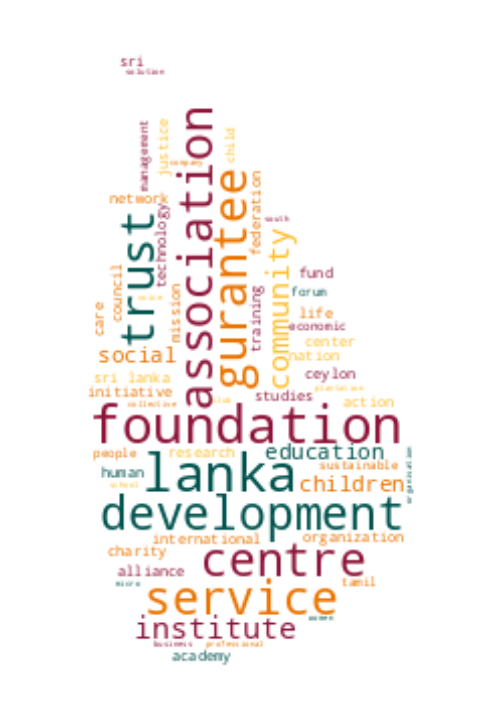 sri
solution
management
justice
association
child
company
network
trust
technology
gurantee
federation
south
community
council
care
mission
training
fund
forum
life
economic
center
nation
social
ceylon
sri lanka
initiative
studies
action
collective
foundation
people
research
education
organization
human
lanka
sustainable
school
children
development
international
organization
charity
centre
alliance
micro
tamil
service
women
institute
business
professional
academy